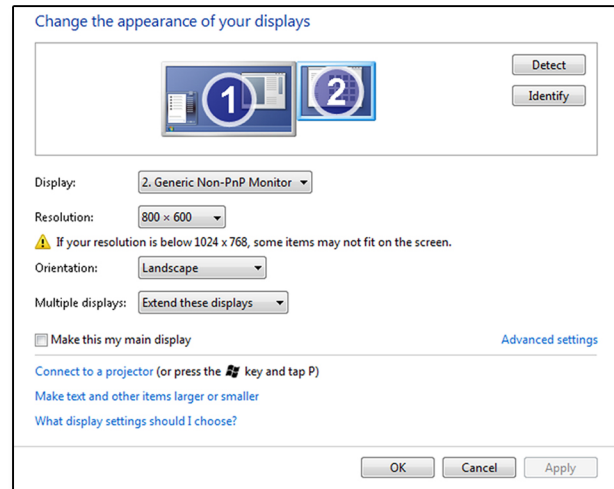 Change the appearance of your displays
1 2
Detect
Identify
Display: 2. Generic Non-PnP Monitor
Resolution: 800 × 600
If your resolution is below 1024 x 768, some items may not fit on the screen.
Orientation: Landscape
Multiple displays: Extend these displays
Make this my main display Advanced settings
Connect to a projector (or press the key and tap P)
Make text and other items larger or smaller
What display settings should I choose?
OK Cancel Apply